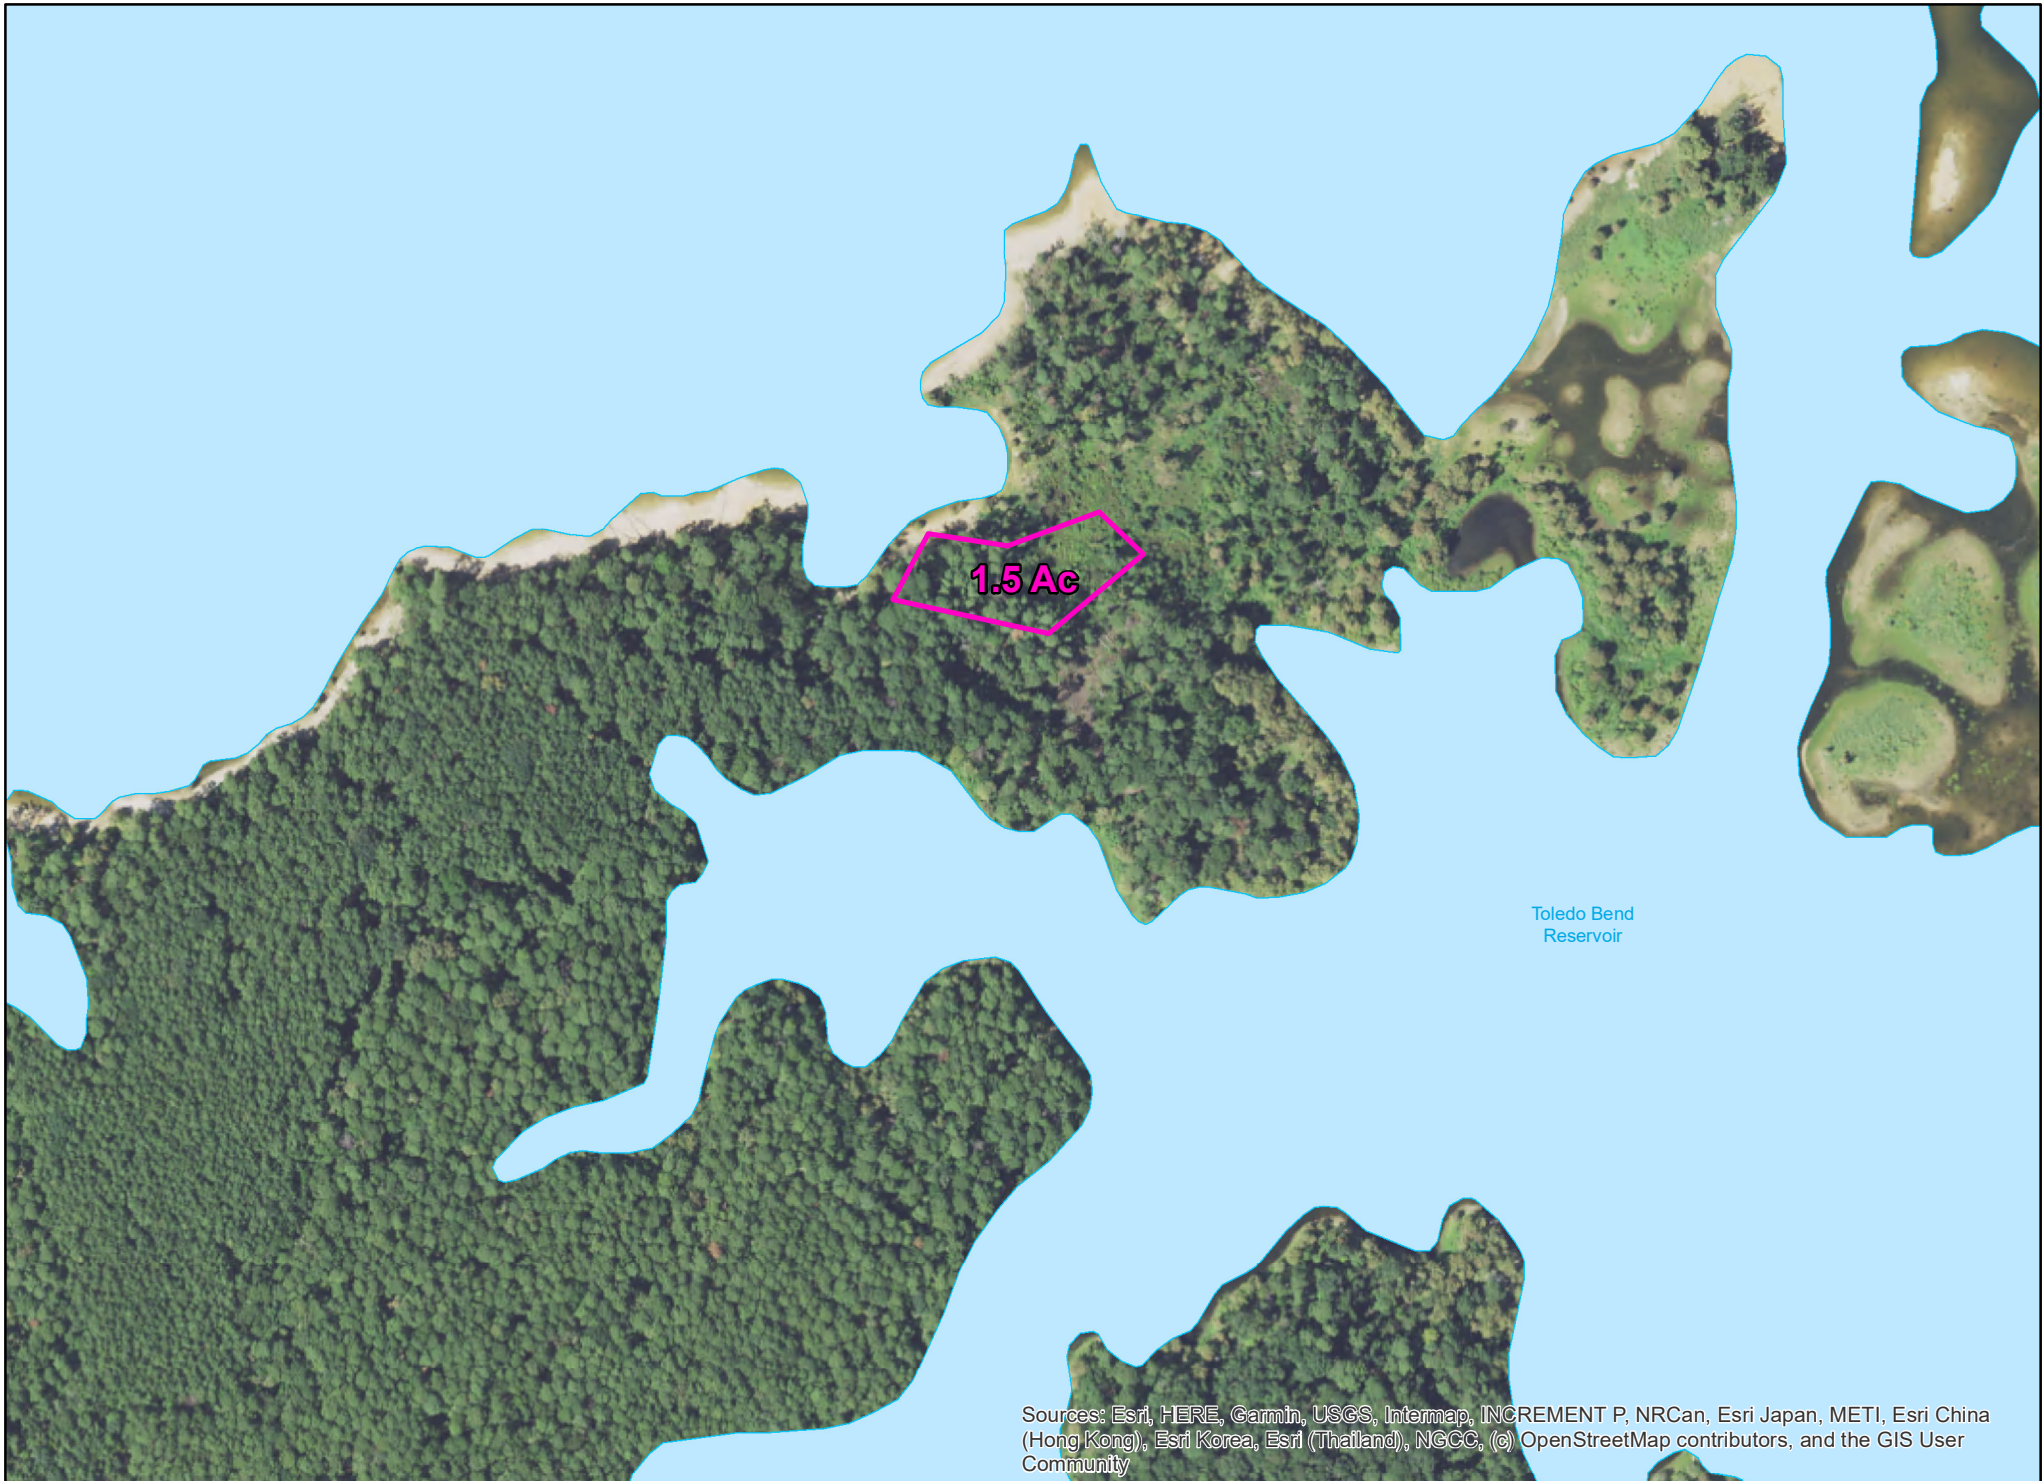 1.5 Ac
Toledo Bend
Reservoir
Sources: Esri, HERE, Garmin, USGS, Intermap, INCREMENT P, NRCan, Esri Japan, METI, Esri China
(Hong Kong), Esri Korea, Esri (Thailand), NGCC, (c) OpenStreetMap contributors, and the GIS User
Community